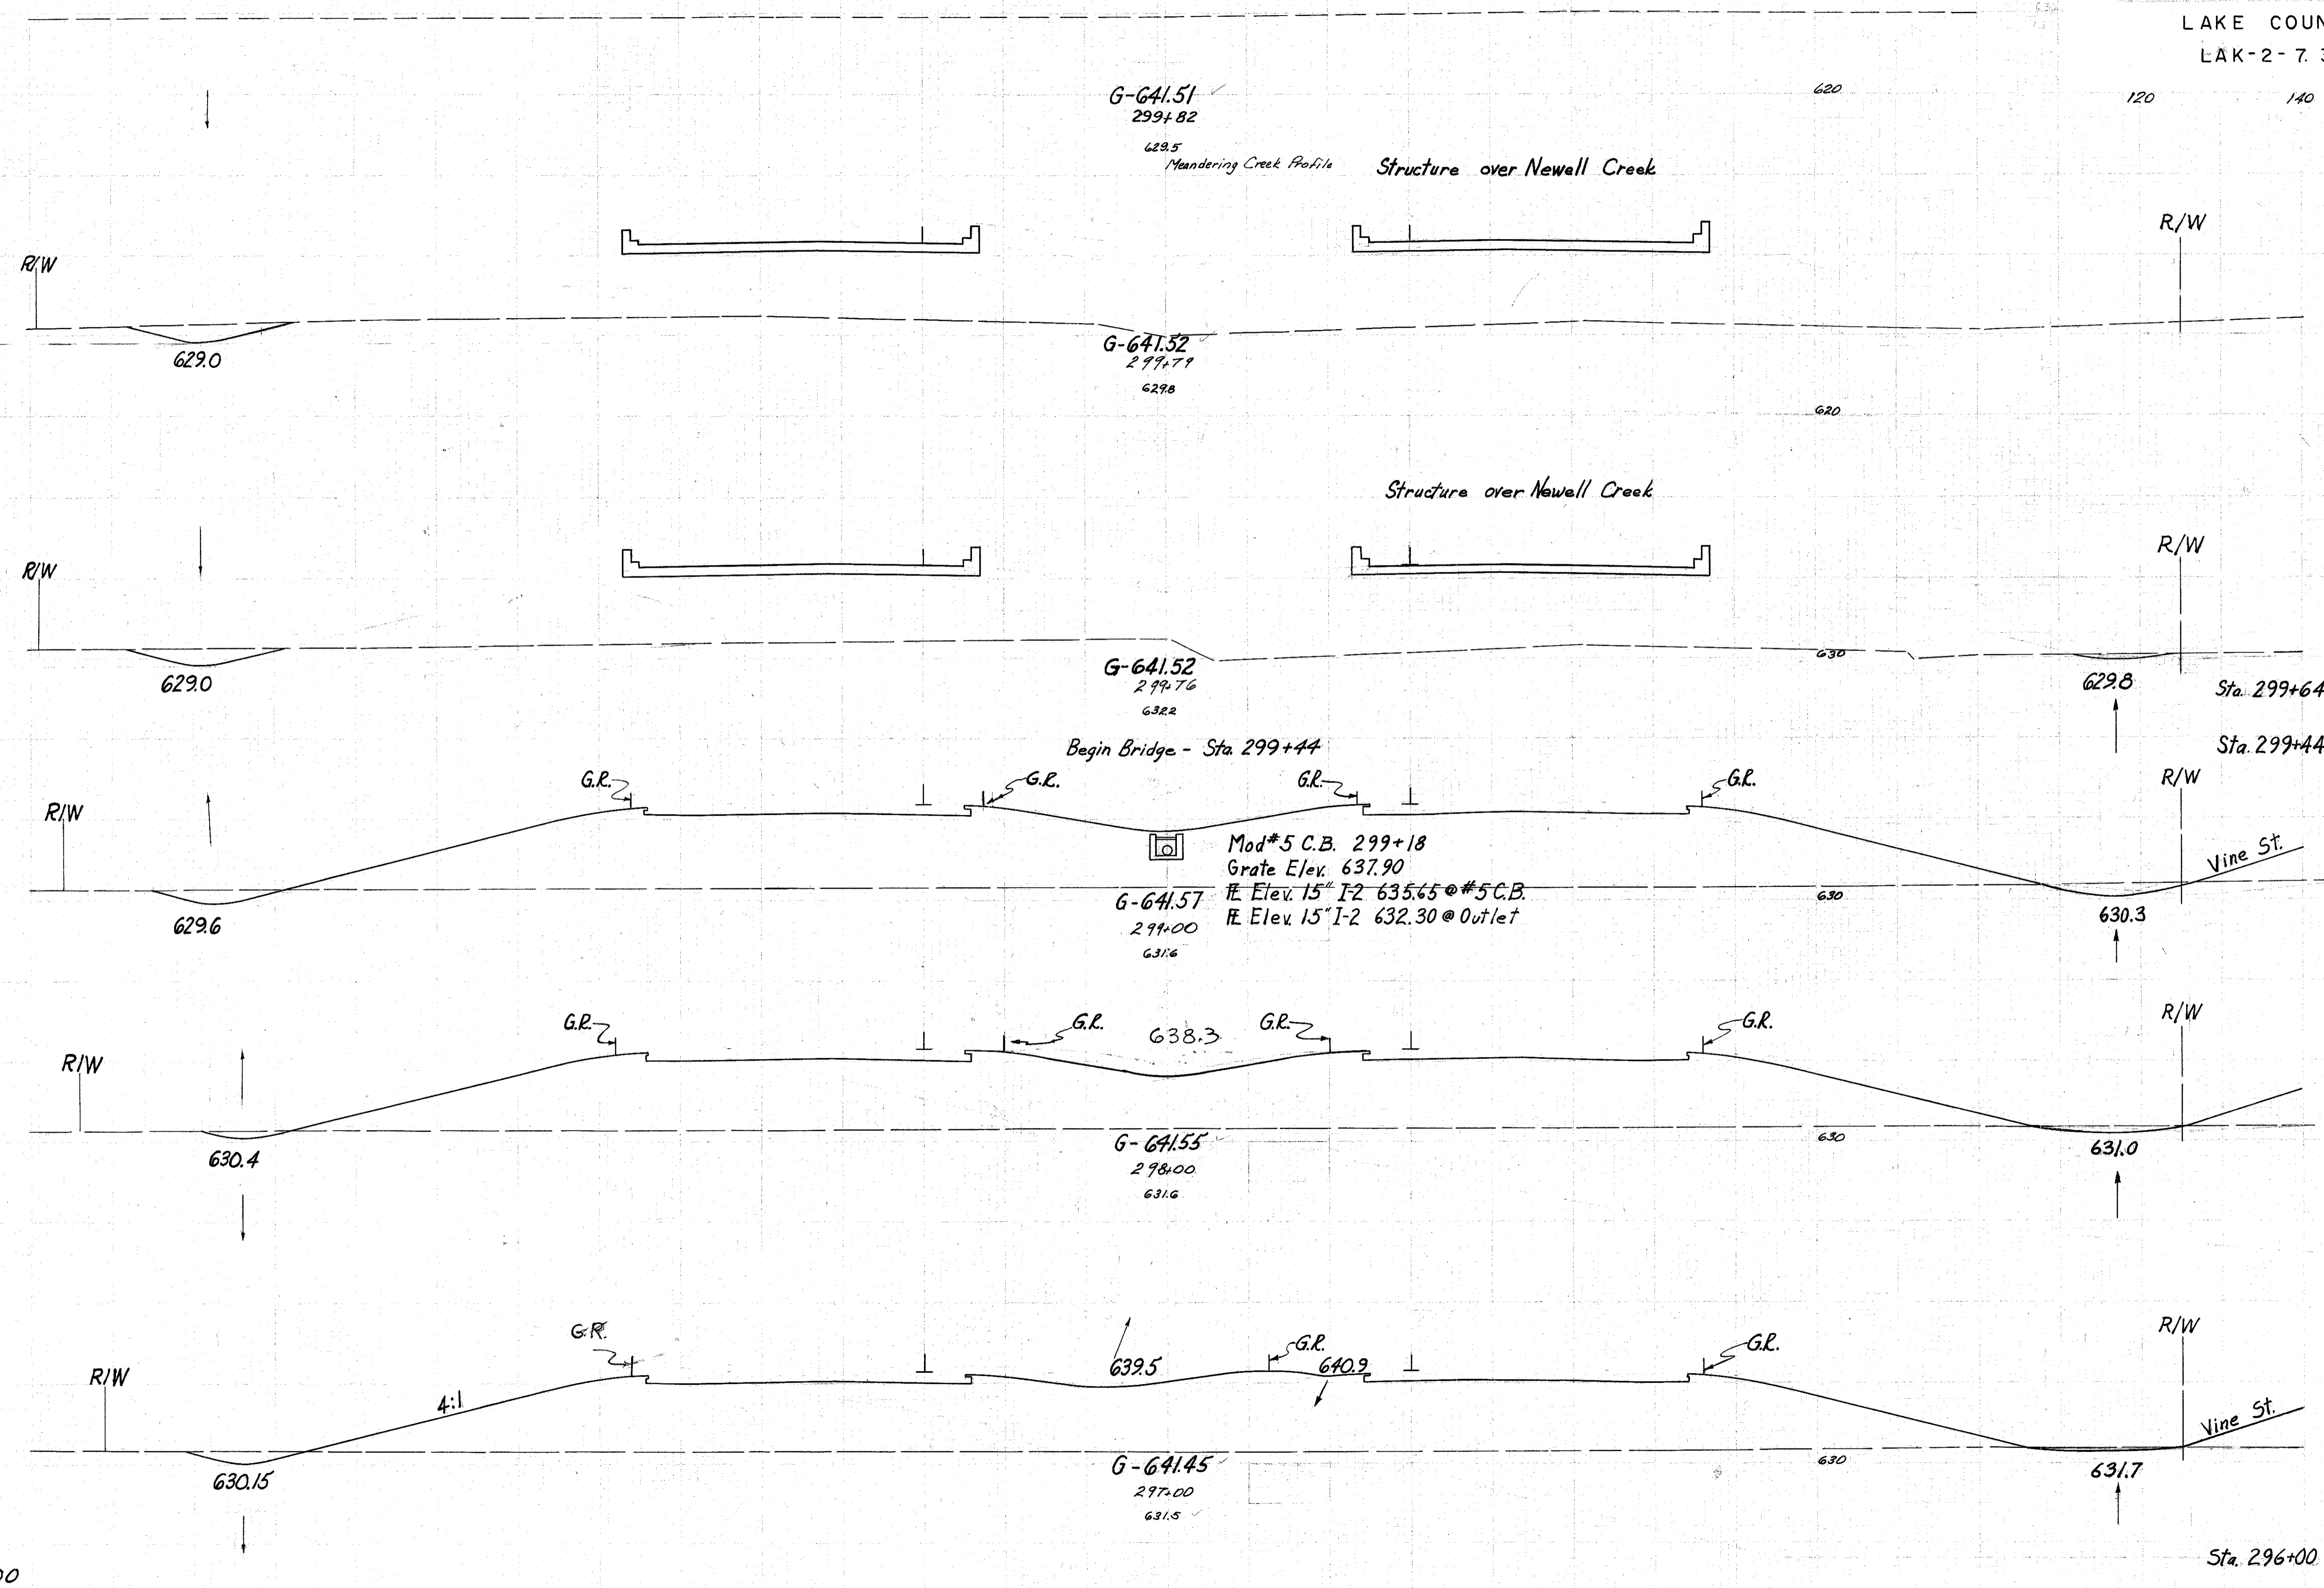 630
LAKE COUN
LAK-2-7.3
G-641.51
299+82
629.5
Meandering Creek Profile
Structure over Newell Creek
620
120
140
R/W
R/W
629.0
G-641.52
299+79
629.8
620
Structure over Newell Creek
R/W
R/W
629.0
G-641.52
299+76
632.2
630
629.8
Sta. 299+64
Begin Bridge - Sta. 299+44
Sta. 299+44
R/W
G.R.
G.R.
G.R.
G.R.
R/W
Mod #5 C.B. 299+18
Grate Elev. 637.90
Elev. 15" I-2 635.65 @ #5 C.B.
Elev. 15" I-2 632.30 @ Outlet
Vine St.
629.6
G-641.57
299+00
631.6
630
630.3
R/W
G.R.
G.R.
638.3
G.R.
G.R.
R/W
630.4
G-641.55
298+00
631.6
630
631.0
R/W
4:1
G.R.
639.5
G.R.
640.9
G.R.
R/W
Vine St.
630.15
G-641.45
297+00
631.5
630
631.7
Sta. 296+00
00